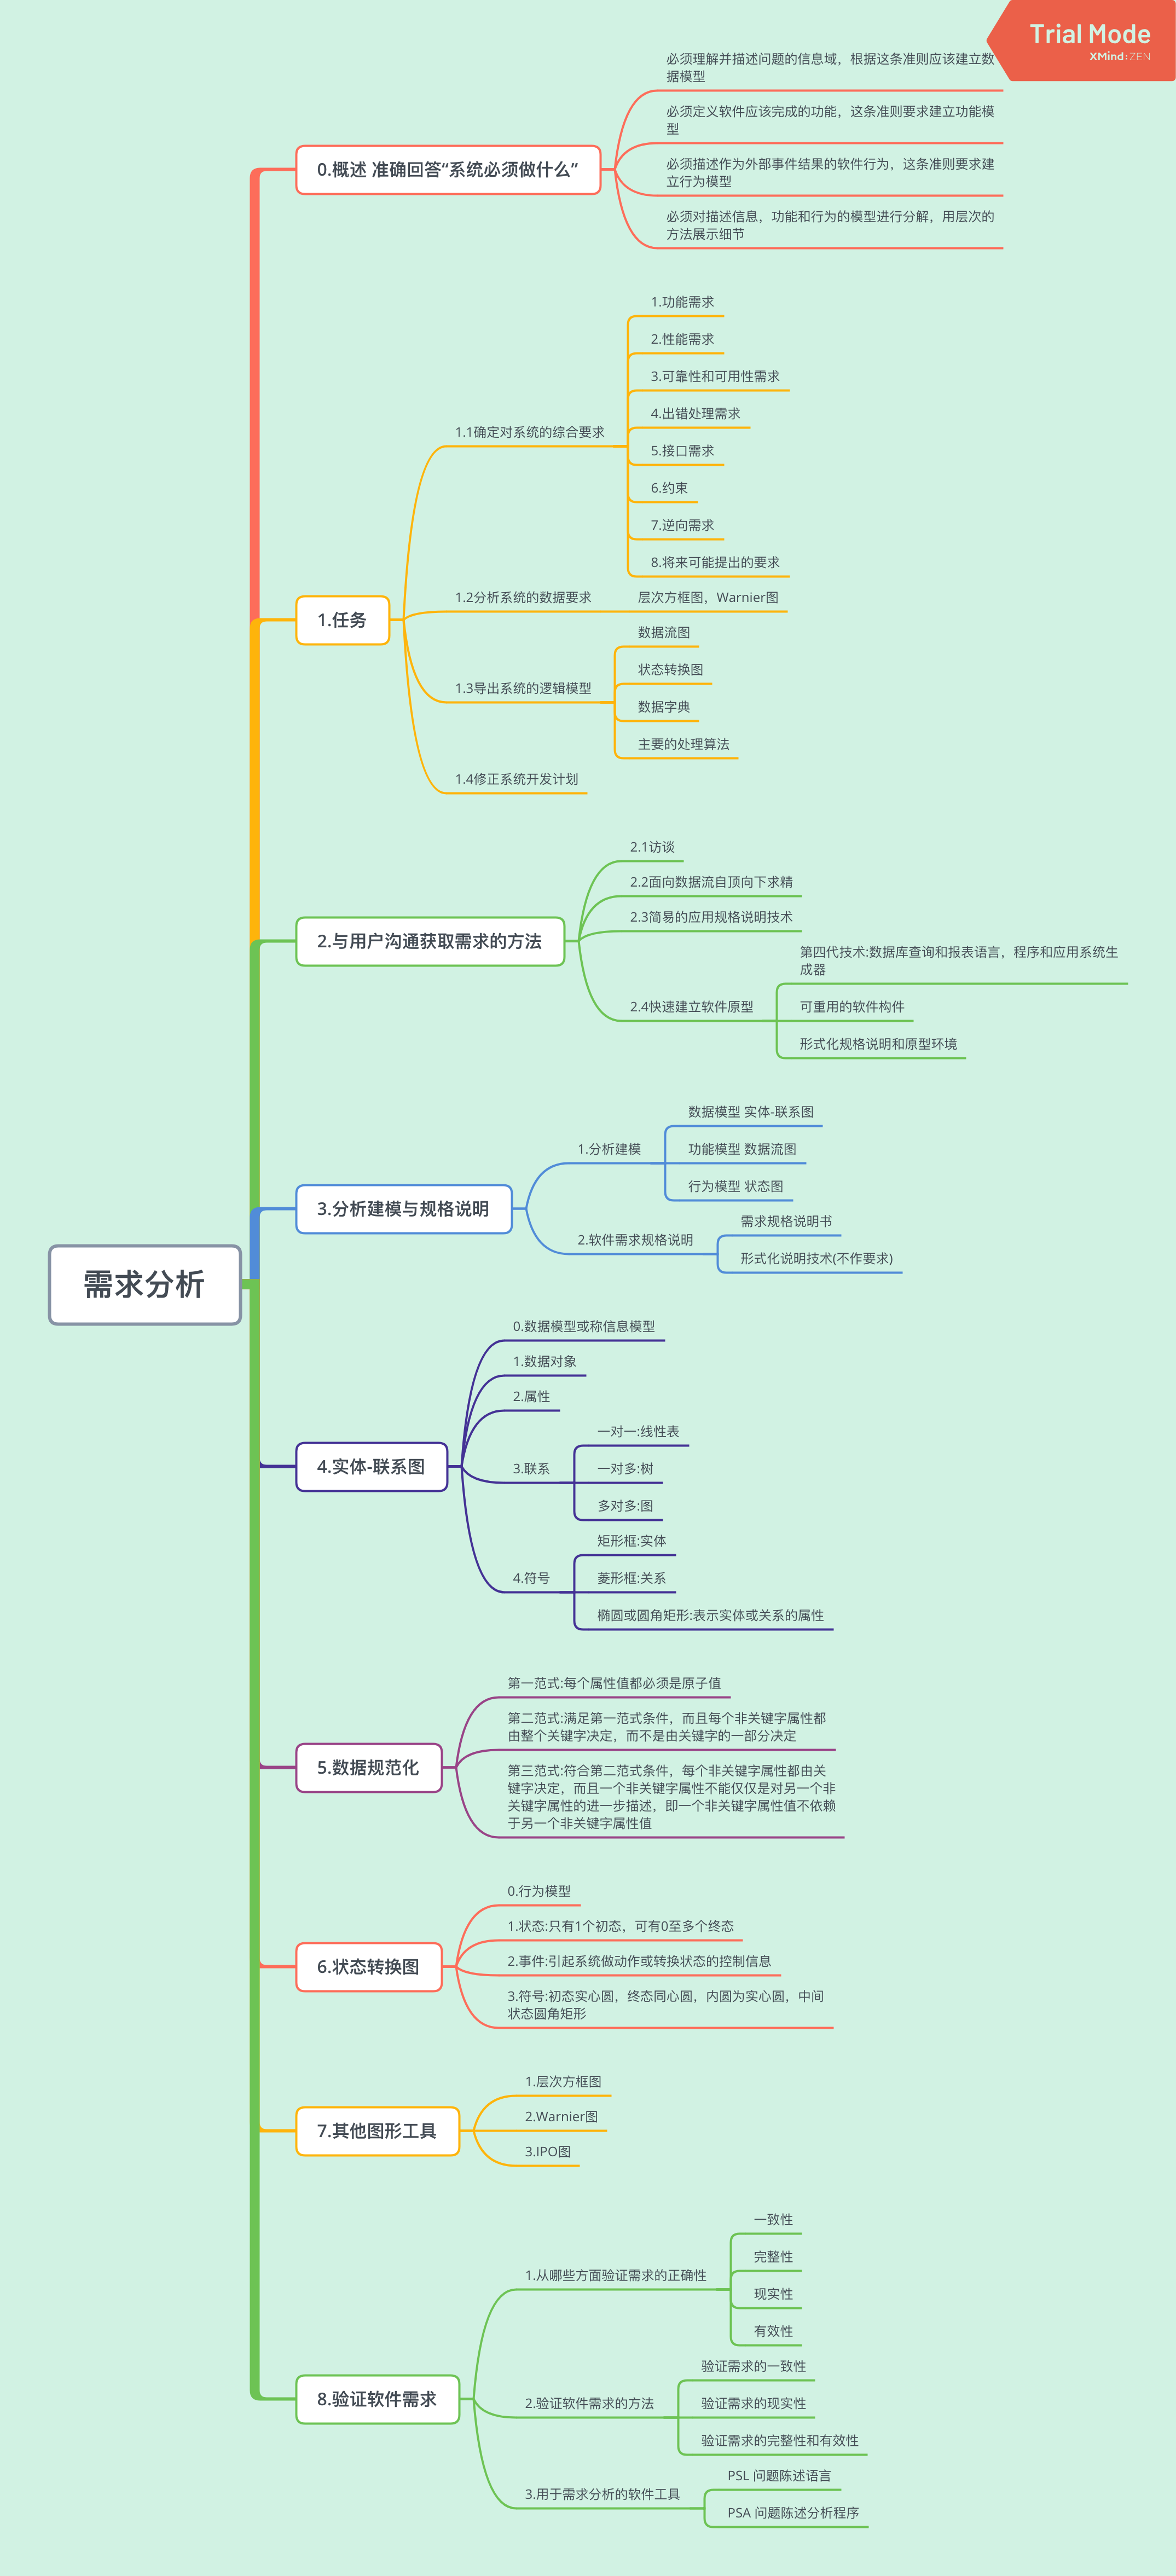 Trial Mode
XMind:ZEN
必须理解并描述问题的信息域，根据这条准则应该建立数
据模型
必须定义软件应该完成的功能，这条准则要求建立功能模
型
0.概述 准确回答“系统必须做什么”
必须描述作为外部事件结果的软件行为，这条准则要求建
立行为模型
必须对描述信息，功能和行为的模型进行分解，用层次的
方法展示细节
1.任务
1.1确定对系统的综合要求
1.功能需求
2.性能需求
3.可靠性和可用性需求
4.出错处理需求
5.接口需求
6.约束
7.逆向需求
8.将来可能提出的要求
1.2分析系统的数据要求
层次方框图，Warnier图
1.3导出系统的逻辑模型
数据流图
状态转换图
数据字典
主要的处理算法
1.4修正系统开发计划
2.与用户沟通获取需求的方法
2.1访谈
2.2面向数据流自顶向下求精
2.3简易的应用规格说明技术
2.4快速建立软件原型
第四代技术:数据库查询和报表语言，程序和应用系统生
成器
可重用的软件构件
形式化规格说明和原型环境
3.分析建模与规格说明
1.分析建模
数据模型 实体-联系图
功能模型 数据流图
行为模型 状态图
2.软件需求规格说明
需求规格说明书
形式化说明技术(不作要求)
需求分析
4.实体-联系图
0.数据模型或称信息模型
1.数据对象
2.属性
3.联系
一对一:线性表
一对多:树
多对多:图
4.符号
矩形框:实体
菱形框:关系
椭圆或圆角矩形:表示实体或关系的属性
5.数据规范化
第一范式:每个属性值都必须是原子值
第二范式:满足第一范式条件，而且每个非关键字属性都
由整个关键字决定，而不是由关键字的一部分决定
第三范式:符合第二范式条件，每个非关键字属性都由关
键字决定，而且一个非关键字属性不能仅仅是对另一个非
关键字属性的进一步描述，即一个非关键字属性值不依赖
于另一个非关键字属性值
6.状态转换图
0.行为模型
1.状态:只有1个初态，可有0至多个终态
2.事件:引起系统做动作或转换状态的控制信息
3.符号:初态实心圆，终态同心圆，内圆为实心圆，中间
状态圆角矩形
7.其他图形工具
1.层次方框图
2.Warnier图
3.IPO图
8.验证软件需求
1.从哪些方面验证需求的正确性
一致性
完整性
现实性
有效性
2.验证软件需求的方法
验证需求的一致性
验证需求的现实性
验证需求的完整性和有效性
3.用于需求分析的软件工具
PSL 问题陈述语言
PSA 问题陈述分析程序